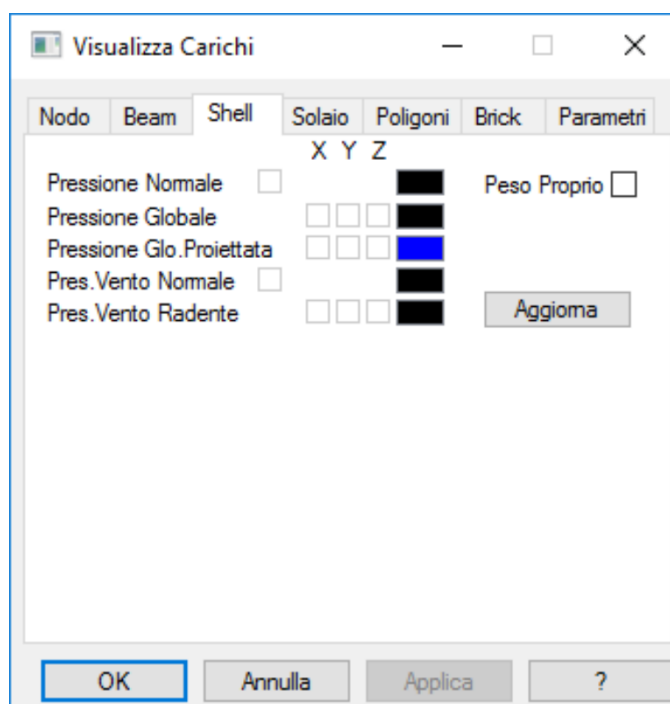 Visualizza Carichi
Nodo Beam Shell Solaio Poligoni Brick Parametri
X Y Z
Pressione Normale Peso Proprio
Pressione Globale
Pressione Glo.Proiettata
Pres.Vento Normale
Pres.Vento Radente Aggiorna
OK Annulla Applica ?